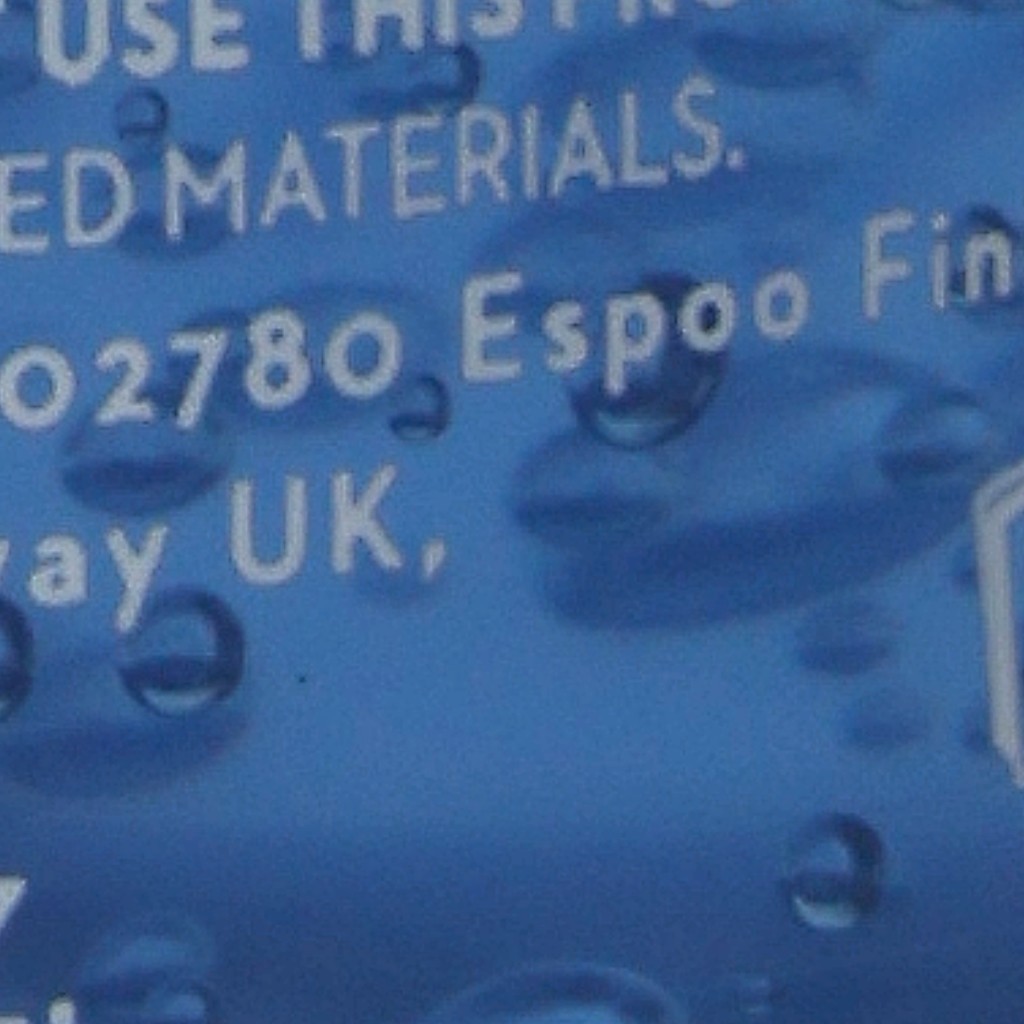 USE THIS
ED MATERIALS.
02780 Espoo Fin
ay UK,